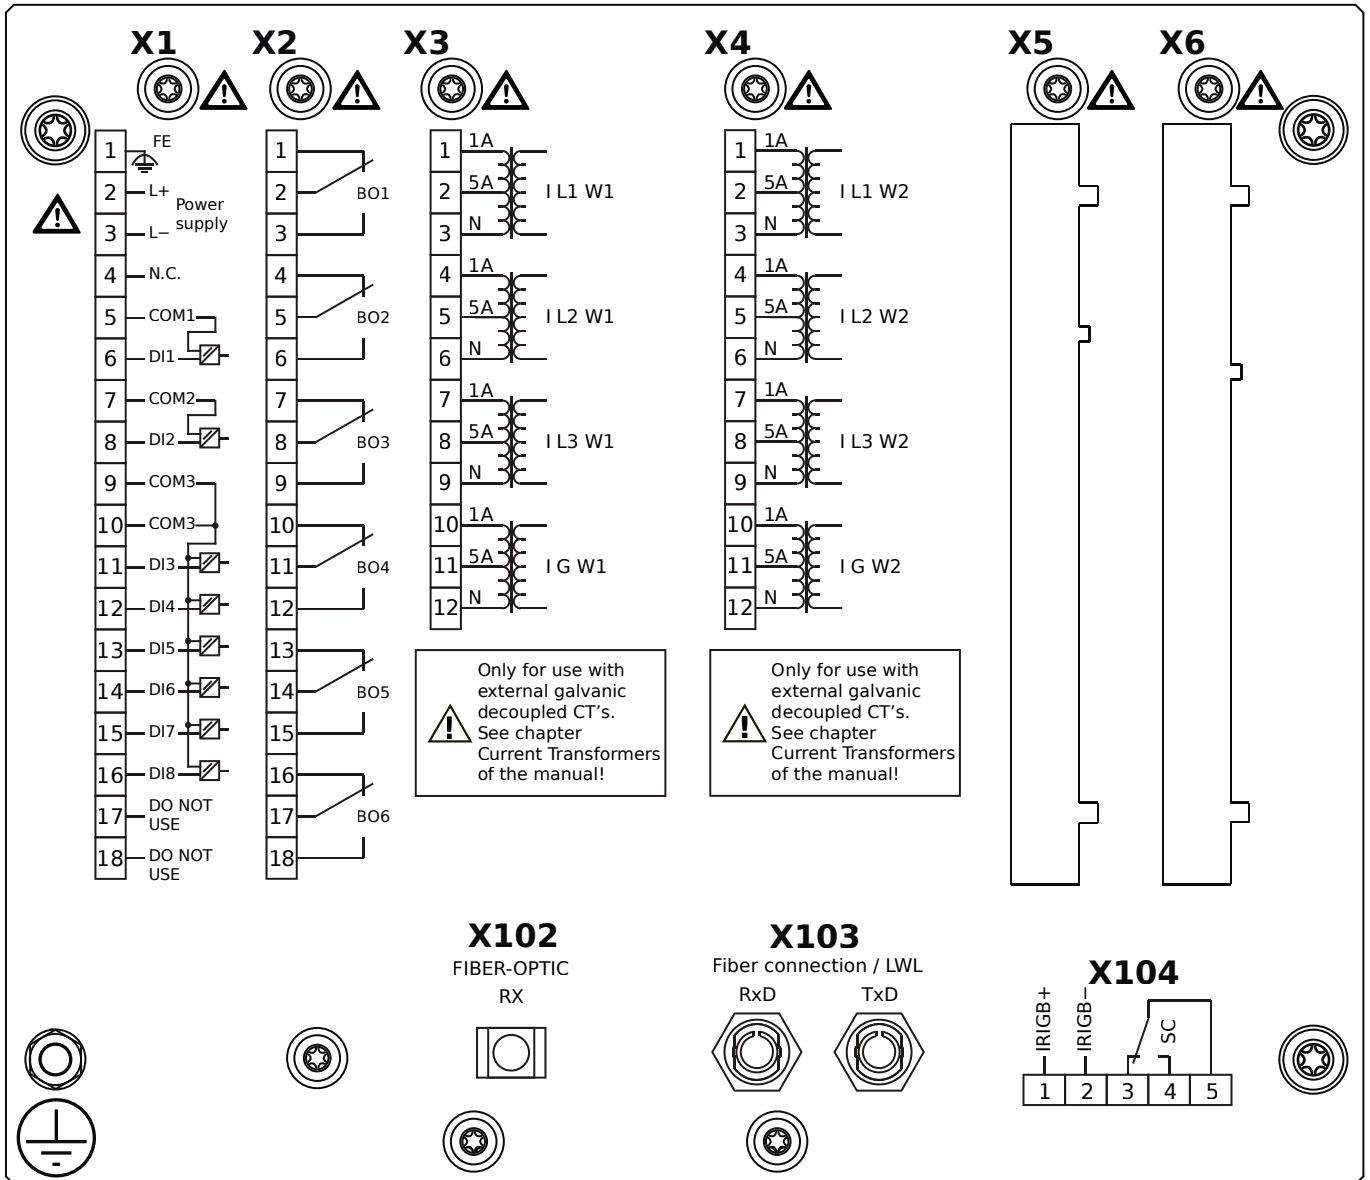 X1 X2 X3 X4 X5 X6
1 FE
2 L+
Power
supply
3 L−
4 N.C.
5 COM1
6 DI1
7 COM2
8 DI2
9 COM3
10 COM3
11 DI3
12 DI4
13 DI5
14 DI6
15 DI7
16 DI8
17 DO NOT
USE
18 DO NOT
USE
1
2 BO1
3
4
5 BO2
6
7
8 BO3
9
10
11 BO4
12
13
14 BO5
15
16
17 BO6
18
1 1A
2 5A I L1 W1
3 N
4 1A
5 5A I L2 W1
6 N
7 1A
8 5A I L3 W1
9 N
10 1A
11 5A I G W1
12 N
Only for use with
external galvanic
decoupled CT's.
See chapter
Current Transformers
of the manual!
1 1A
2 5A I L1 W2
3 N
4 1A
5 5A I L2 W2
6 N
7 1A
8 5A I L3 W2
9 N
10 1A
11 5A I G W2
12 N
Only for use with
external galvanic
decoupled CT's.
See chapter
Current Transformers
of the manual!
X102
FIBER-OPTIC
RX
X103
Fiber connection / LWL
RxD TxD
X104
IRIGB+
IRIGB−
SC
1 2 3 4 5